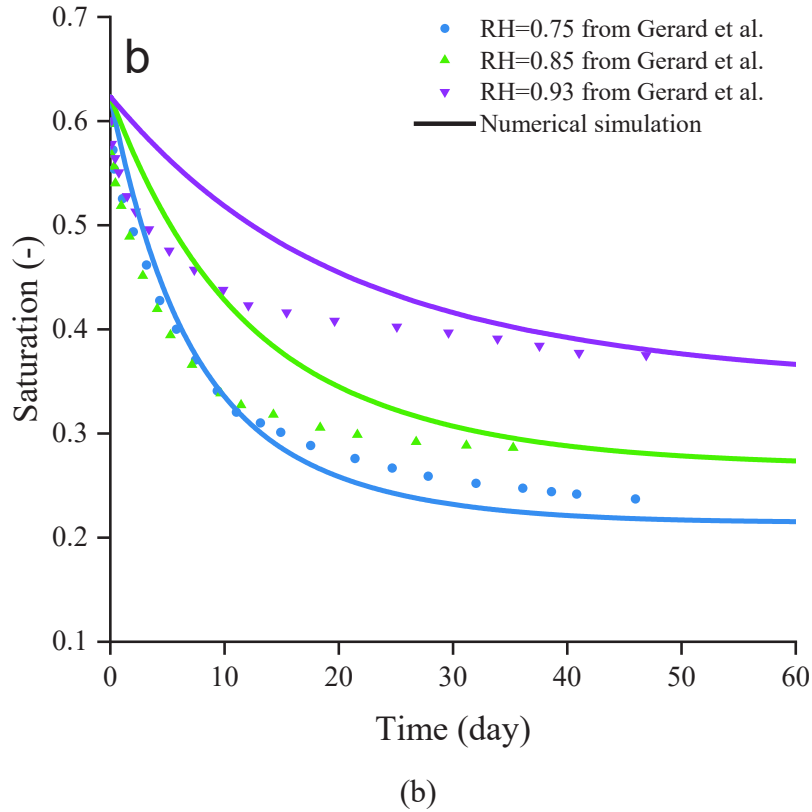 0.7
0.6
0.5
0.4
0.3
0.2
0.1
Saturation (-)
b
RH=0.75 from Gerard et al.
RH=0.85 from Gerard et al.
RH=0.93 from Gerard et al.
Numerical simulation
0 10 20 30 40 50 60
Time (day)
(b)